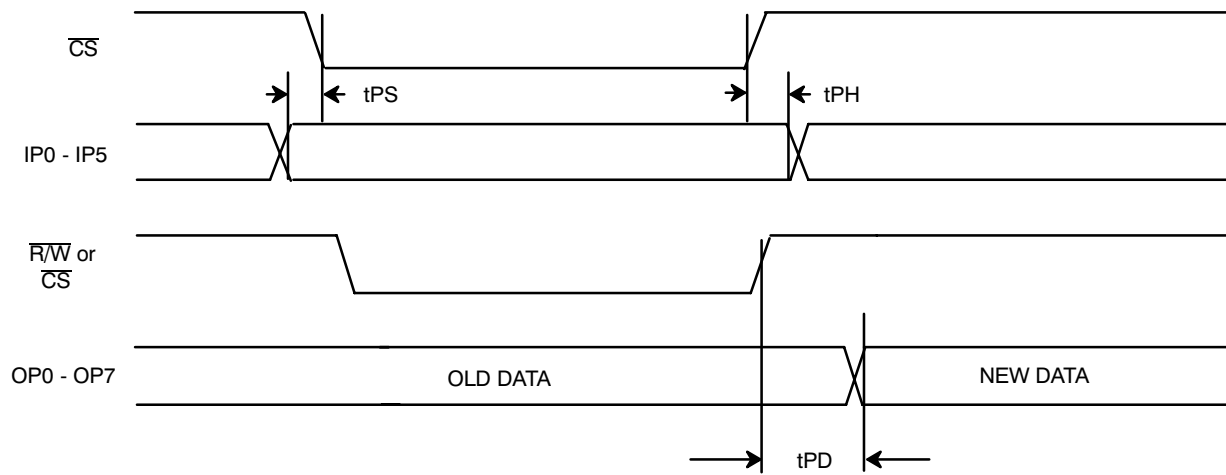 CS
tPS
tPH
IP0 - IP5
R/W or
CS
OP0 - OP7
OLD DATA
NEW DATA
tPD